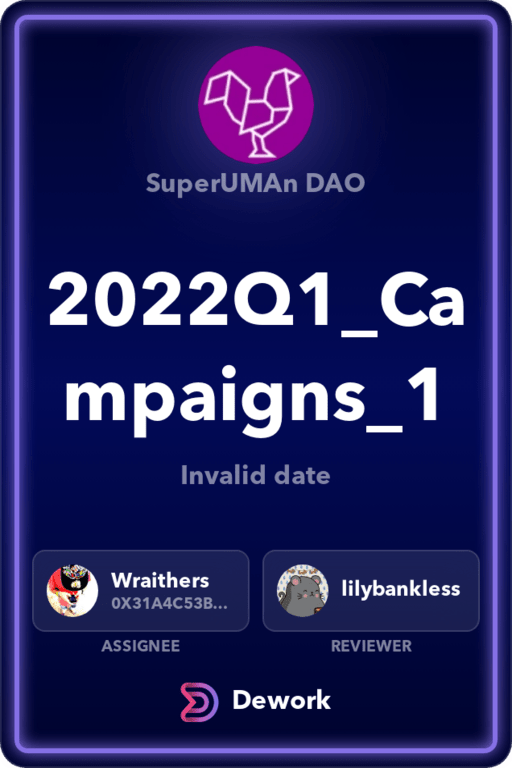 SuperUMAn DAO
2022Q1_Ca
mpaigns_1
Invalid date
Wraithers
0X31A4C53B...
lilybankless
ASSIGNEE
REVIEWER
Dework